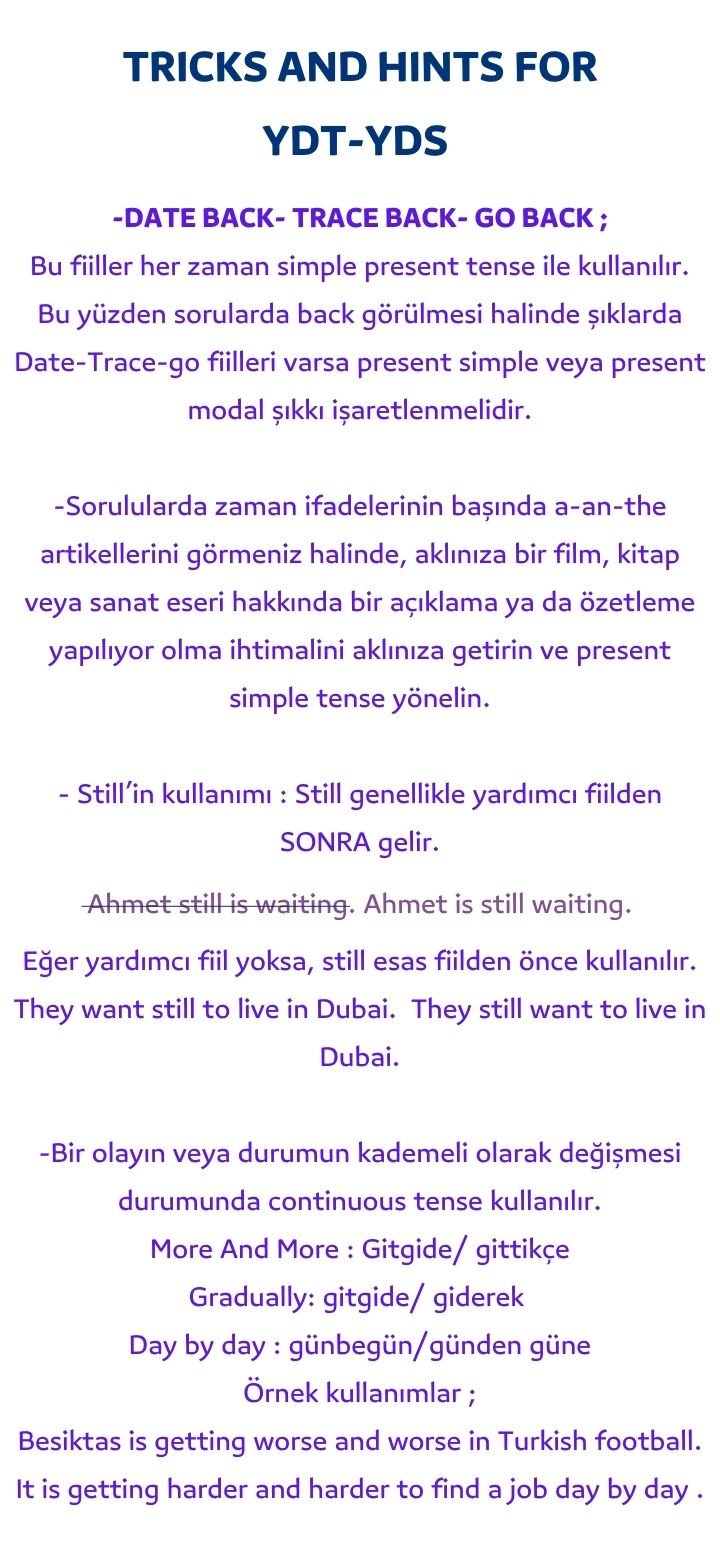 TRICKS AND HINTS FOR
YDT-YDS
-DATE BACK- TRACE BACK- GO BACK ;
Bu fiiller her zaman simple present tense ile kullanılır.
Bu yüzden sorularda back görülmesi halinde şıklarda
Date-Trace-go fiilleri varsa present simple veya present
modal şıkkı işaretlenmelidir.
-Sorulularda zaman ifadelerinin başında a-an-the
artikellerini görmeniz halinde, aklınıza bir film, kitap
veya sanat eseri hakkında bir açıklama ya da özetleme
yapılıyor olma ihtimalini aklınıza getirin ve present
simple tense yönelin.
- Still’in kullanımı : Still genellikle yardımcı fiilden
SONRA gelir.
Ahmet still is waiting. Ahmet is still waiting.
Eğer yardımcı fiil yoksa, still esas fiilden önce kullanılır.
They want still to live in Dubai.  They still want to live in
Dubai.
-Bir olayın veya durumun kademeli olarak değişmesi
durumunda continuous tense kullanılır.
More And More : Gitgide/ gittikçe
Gradually: gitgide/ giderek
Day by day : günbegün/günden güne
Örnek kullanımlar ;
Besiktas is getting worse and worse in Turkish football.
It is getting harder and harder to find a job day by day .